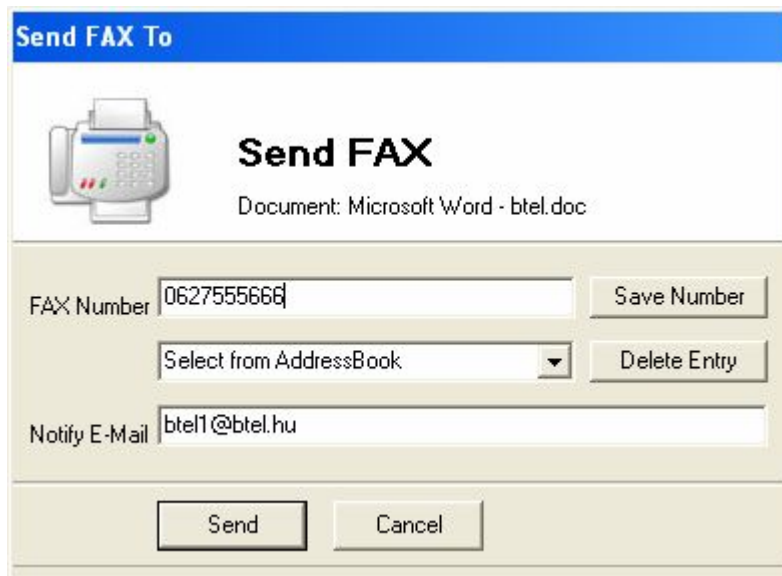 Send FAX To
Send FAX
Document: Microsoft Word - btel.doc
FAX Number 0627555666 Save Number
Select from AddressBook Delete Entry
Notify E-Mail btel1@btel.hu
Send Cancel